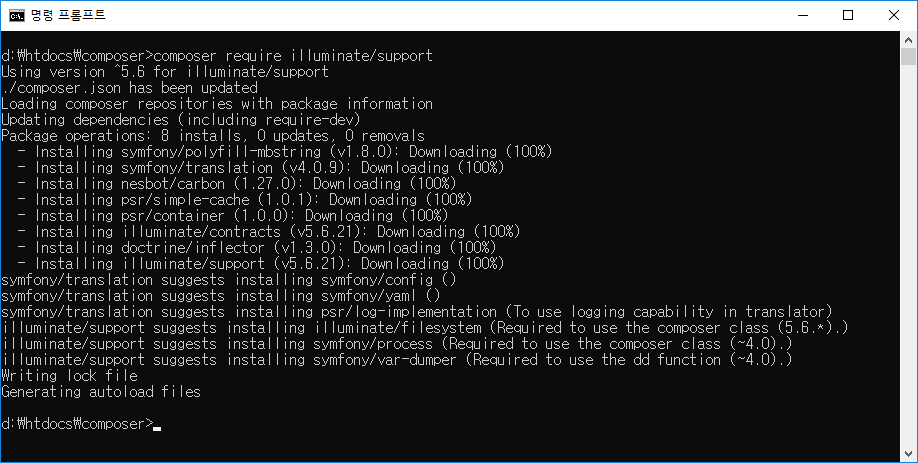 명령 프롬프트
d:\htdocs\composer>composer require illuminate/support
Using version ^5.6 for illuminate/support
./composer.json has been updated
Loading composer repositories with package information
Updating dependencies (including require-dev)
Package operations: 8 installs, 0 updates, 0 removals
  - Installing symfony/polyfill-mbstring (v1.8.0): Downloading (100%)
  - Installing symfony/translation (v4.0.9): Downloading (100%)
  - Installing nesbot/carbon (1.27.0): Downloading (100%)
  - Installing psr/simple-cache (1.0.1): Downloading (100%)
  - Installing psr/container (1.0.0): Downloading (100%)
  - Installing illuminate/contracts (v5.6.21): Downloading (100%)
  - Installing doctrine/inflector (v1.3.0): Downloading (100%)
  - Installing illuminate/support (v5.6.21): Downloading (100%)
symfony/translation suggests installing symfony/config ()
symfony/translation suggests installing symfony/yaml ()
symfony/translation suggests installing psr/log-implementation (To use logging capability in translator)
illuminate/support suggests installing illuminate/filesystem (Required to use the composer class (5.6.*).)
illuminate/support suggests installing symfony/process (Required to use the composer class (~4.0).)
illuminate/support suggests installing symfony/var-dumper (Required to use the dd function (~4.0).)
Writing lock file
Generating autoload files
d:₩htdocs₩composer>